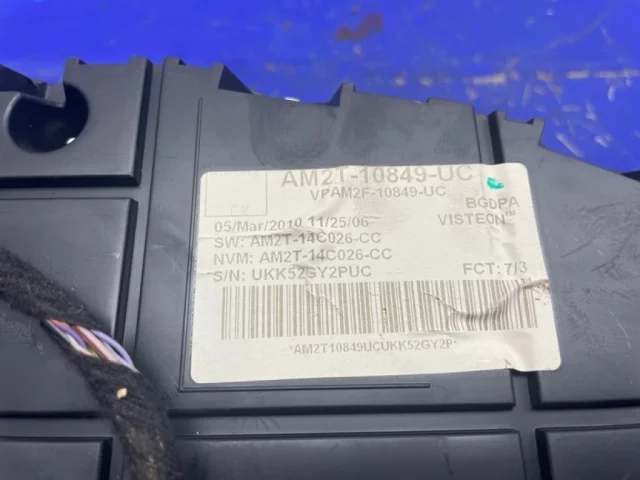 AM2T-10849-UC
VPAM2F-10849-UC
BGDPA
05/Mar/2010 11/25/06
VISTEON™
SW: AM2T-14C026-CC
NVM: AM2T-14C026-CC
S/N: UKK52GY2PUC
FCT: 7/3
*AM2T10849UCUKK52GY2P*